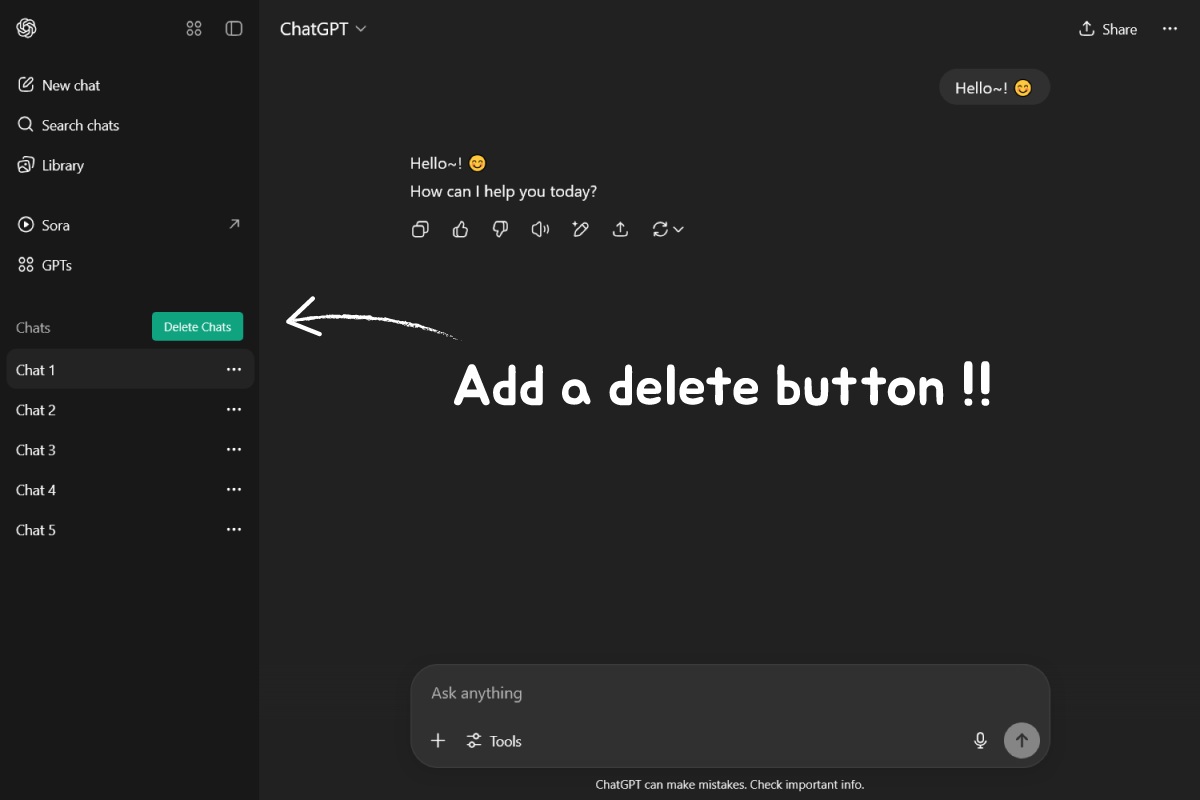 ChatGPT
Share
New chat
Search chats
Library
Sora
GPTs
Chats
Delete Chats
Chat 1
Chat 2
Chat 3
Chat 4
Chat 5
Hello~! 😊
Hello~! 😊
How can I help you today?
Add a delete button !!
Ask anything
Tools
ChatGPT can make mistakes. Check important info.